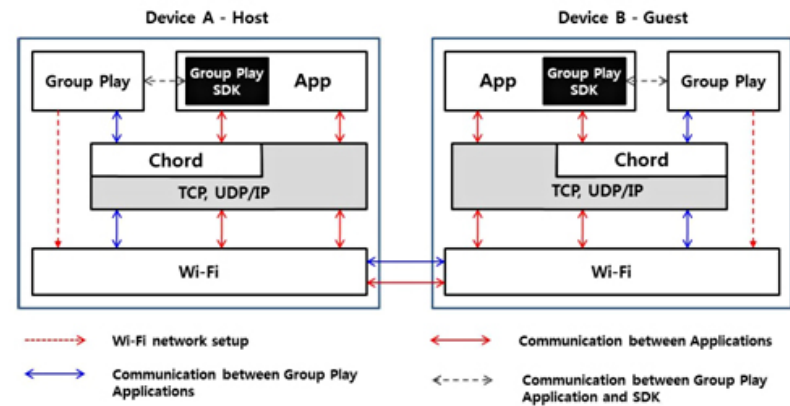 Device A - Host
Device B - Guest
Group Play
Group Play
SDK
App
Chord
TCP, UDP/IP
Wi-Fi
App
Group Play
SDK
Group Play
Chord
TCP, UDP/IP
Wi-Fi
Wi-Fi network setup
Communication between Applications
Communication between Group Play
Applications
Communication between Group Play
Application and SDK